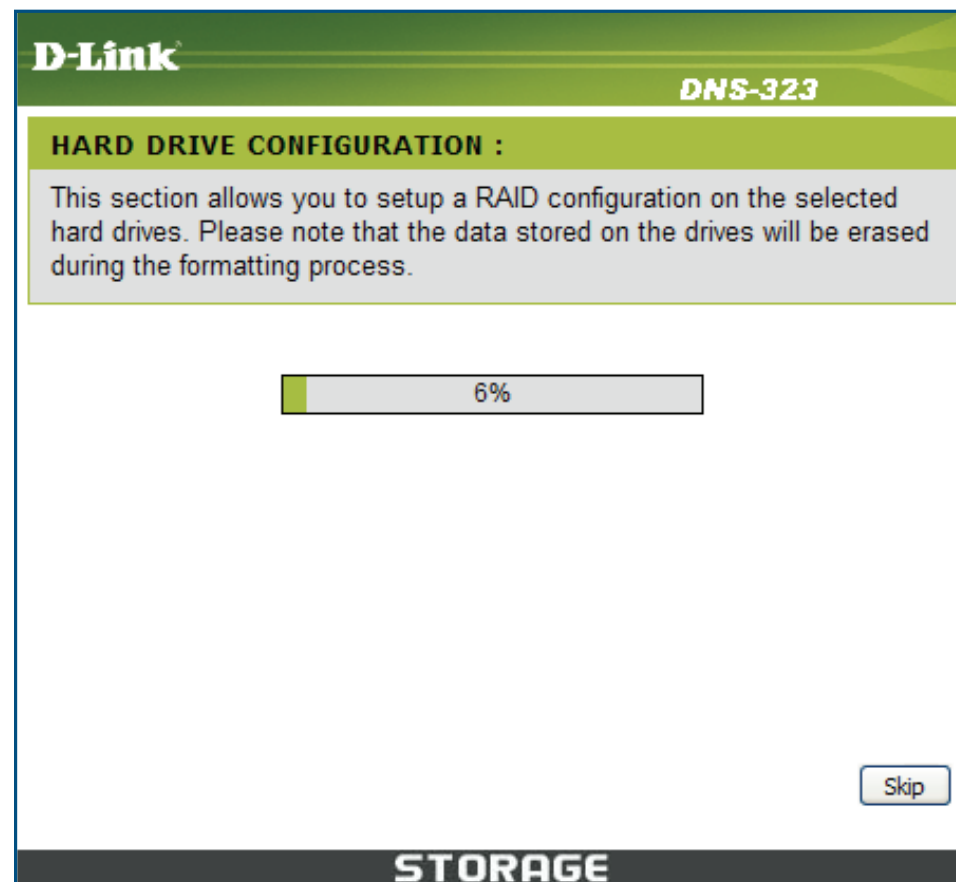 D-Link
DNS-323
HARD DRIVE CONFIGURATION :
This section allows you to setup a RAID configuration on the selected
hard drives. Please note that the data stored on the drives will be erased
during the formatting process.
6%
Skip
STORAGE